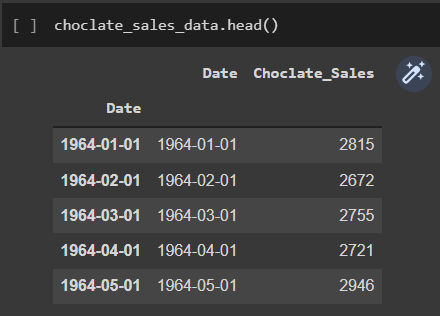 [ ] choclate_sales_data.head()
Date Choclate_Sales
Date
1964-01-01 1964-01-01 2815
1964-02-01 1964-02-01 2672
1964-03-01 1964-03-01 2755
1964-04-01 1964-04-01 2721
1964-05-01 1964-05-01 2946